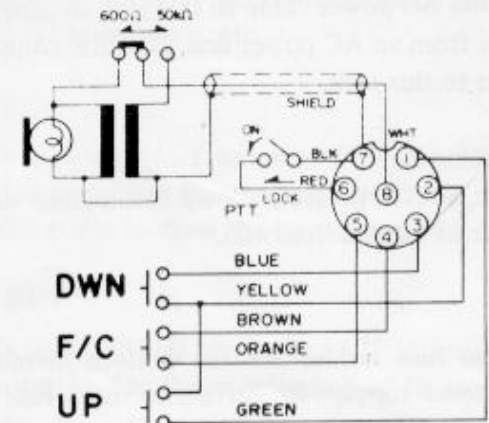 600Ω 50kΩ
SHIELD
ON
WHT
BLK
7 1
RED
6 8 2
LOCK
PTT
5 4 3
BLUE
DWN
YELLOW
BROWN
F/C
ORANGE
UP
GREEN